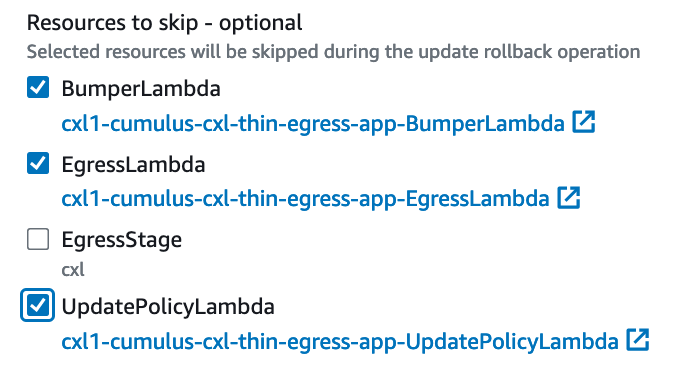 Resources to skip - optional
Selected resources will be skipped during the update rollback operation
BumperLambda
cxl1-cumulus-cxl-thin-egress-app-BumperLambda
EgressLambda
cxl1-cumulus-cxl-thin-egress-app-EgressLambda
EgressStage
cxl
UpdatePolicyLambda
cxl1-cumulus-cxl-thin-egress-app-UpdatePolicyLambda